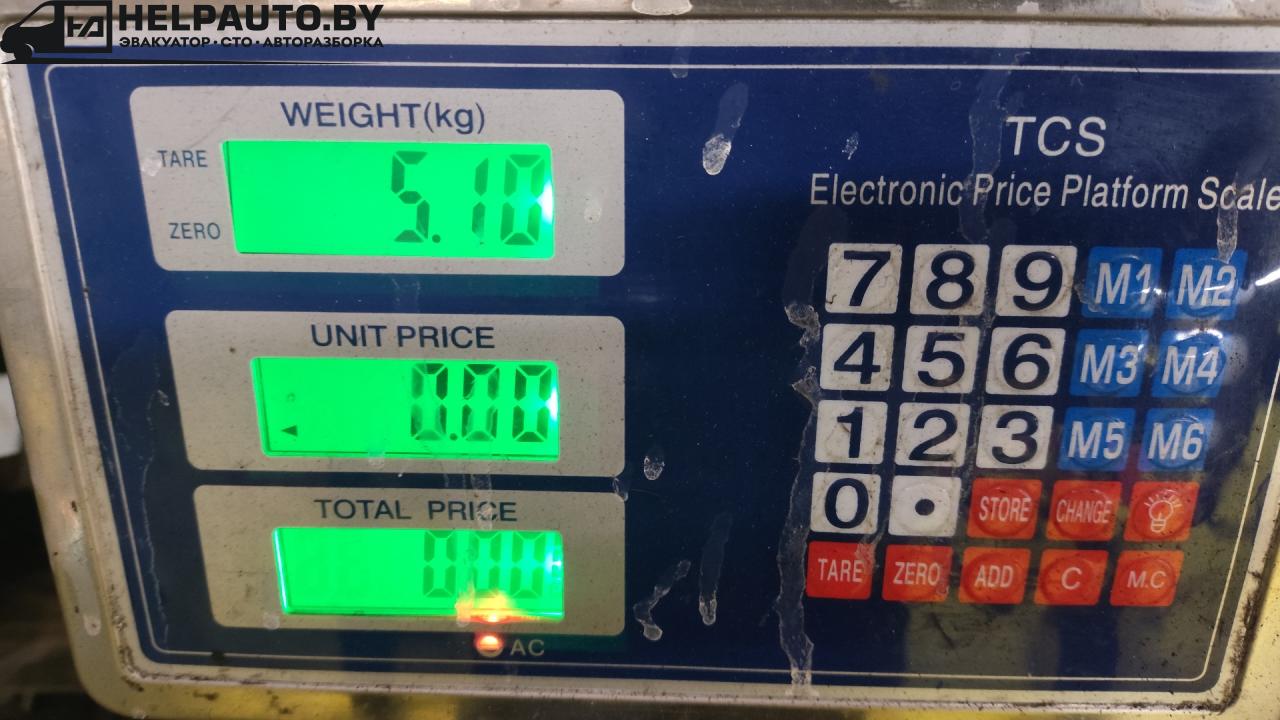 HELPAUTO.BY
ЭВАКУАТОР • СТО • АВТОРАЗБОРКА
WEIGHT(kg)
TARE
5.10
ZERO
UNIT PRICE
0.00
TOTAL PRICE
0.00
AC
TCS
Electronic Price Platform Scale
7 8 9 M1 M2
4 5 6 M3 M4
1 2 3 M5 M6
0 • STORE CHANGE
TARE ZERO ADD C M.C